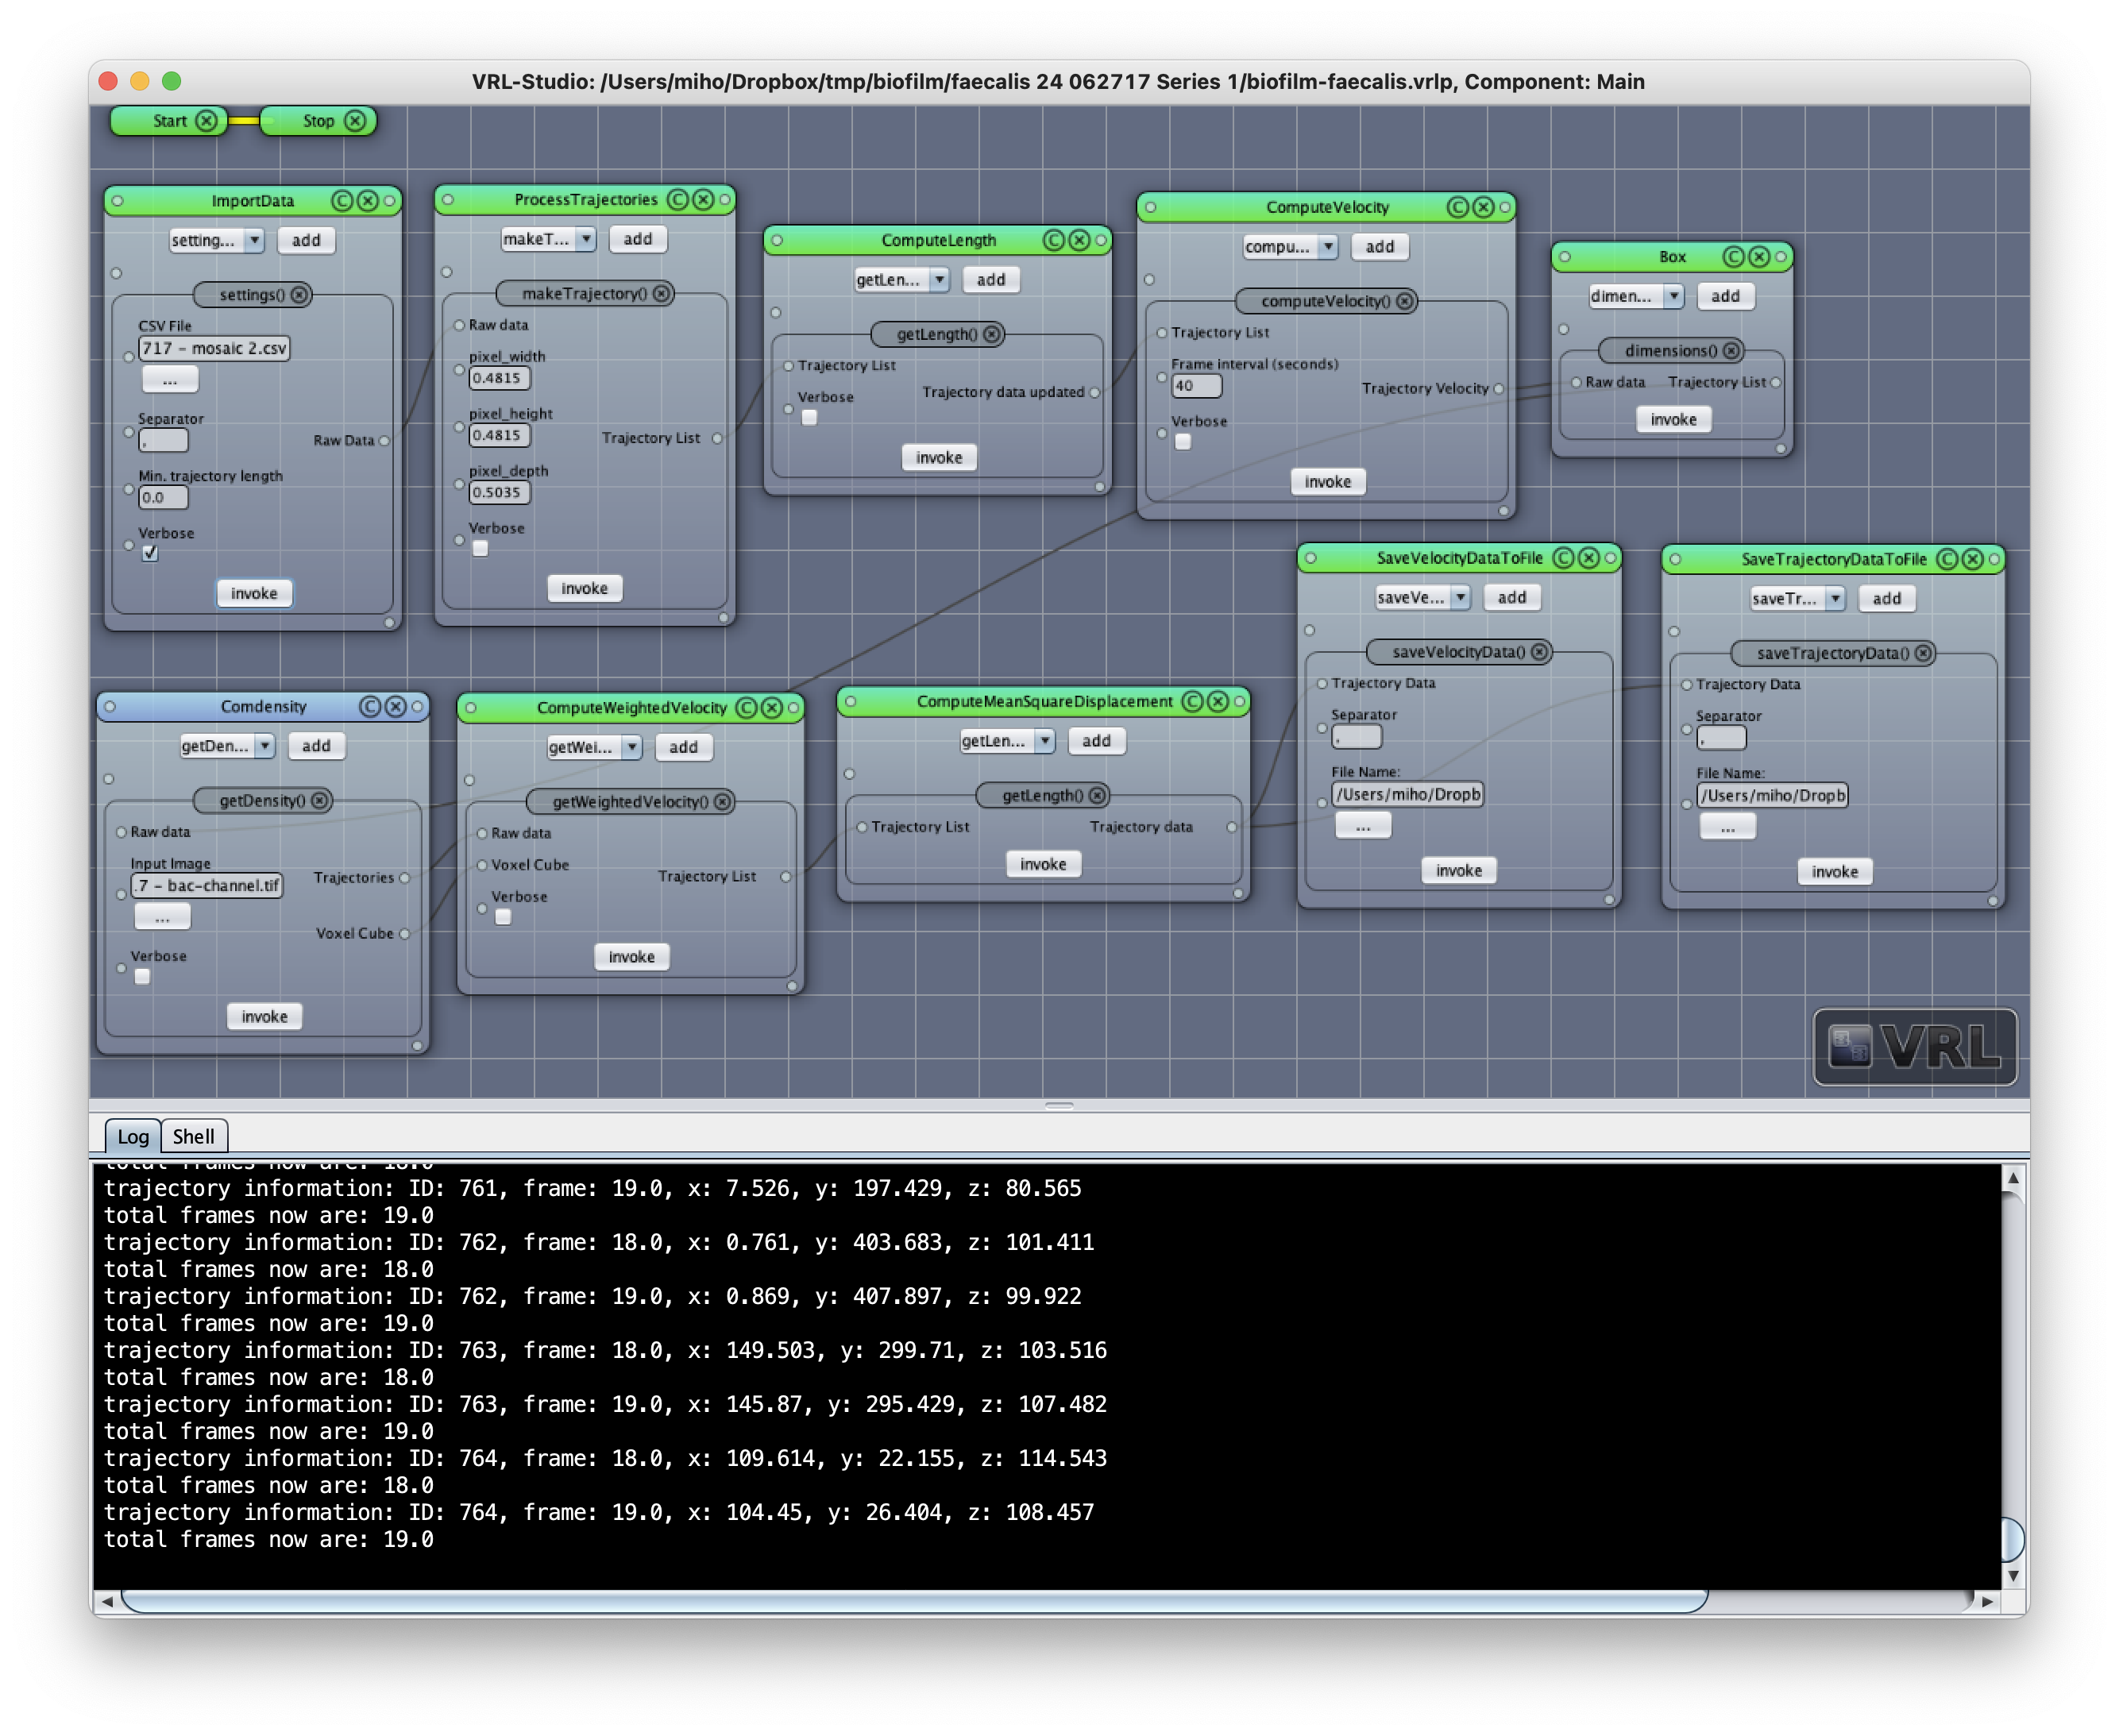 VRL-Studio: /Users/miho/Dropbox/tmp/biofilm/faecalis 24 062717 Series 1/biofilm-faecalis.vrlp, Component: Main
Start
Stop
ImportData
setting...
add
settings()
CSV File
717 - mosaic 2.csv
...
Separator
,
Raw Data
Min. trajectory length
0.0
Verbose
invoke
ProcessTrajectories
makeT...
add
makeTrajectory()
Raw data
pixel_width
0.4815
pixel_height
0.4815
Trajectory List
pixel_depth
0.5035
Verbose
invoke
ComputeLength
getLen...
add
getLength()
Trajectory List
Trajectory data updated
Verbose
invoke
ComputeVelocity
compu...
add
computeVelocity()
Trajectory List
Frame interval (seconds)
40
Trajectory Velocity
Verbose
invoke
Box
dimen...
add
dimensions()
Raw data
Trajectory List
invoke
Comdensity
getDen...
add
getDensity()
Raw data
Input Image
.7 - bac-channel.tif
Trajectories
...
Voxel Cube
Verbose
invoke
ComputeWeightedVelocity
getWei...
add
getWeightedVelocity()
Raw data
Voxel Cube
Trajectory List
Verbose
invoke
ComputeMeanSquareDisplacement
getLen...
add
getLength()
Trajectory List
Trajectory data
invoke
SaveVelocityDataToFile
saveVe...
add
saveVelocityData()
Trajectory Data
Separator
,
File Name:
/Users/miho/Dropb
...
invoke
SaveTrajectoryDataToFile
saveTr...
add
saveTrajectoryData()
Trajectory Data
Separator
,
File Name:
/Users/miho/Dropb
...
invoke
VRL
Log
Shell
total frames now are: 18.0
trajectory information: ID: 761, frame: 19.0, x: 7.526, y: 197.429, z: 80.565
total frames now are: 19.0
trajectory information: ID: 762, frame: 18.0, x: 0.761, y: 403.683, z: 101.411
total frames now are: 18.0
trajectory information: ID: 762, frame: 19.0, x: 0.869, y: 407.897, z: 99.922
total frames now are: 19.0
trajectory information: ID: 763, frame: 18.0, x: 149.503, y: 299.71, z: 103.516
total frames now are: 18.0
trajectory information: ID: 763, frame: 19.0, x: 145.87, y: 295.429, z: 107.482
total frames now are: 19.0
trajectory information: ID: 764, frame: 18.0, x: 109.614, y: 22.155, z: 114.543
total frames now are: 18.0
trajectory information: ID: 764, frame: 19.0, x: 104.45, y: 26.404, z: 108.457
total frames now are: 19.0